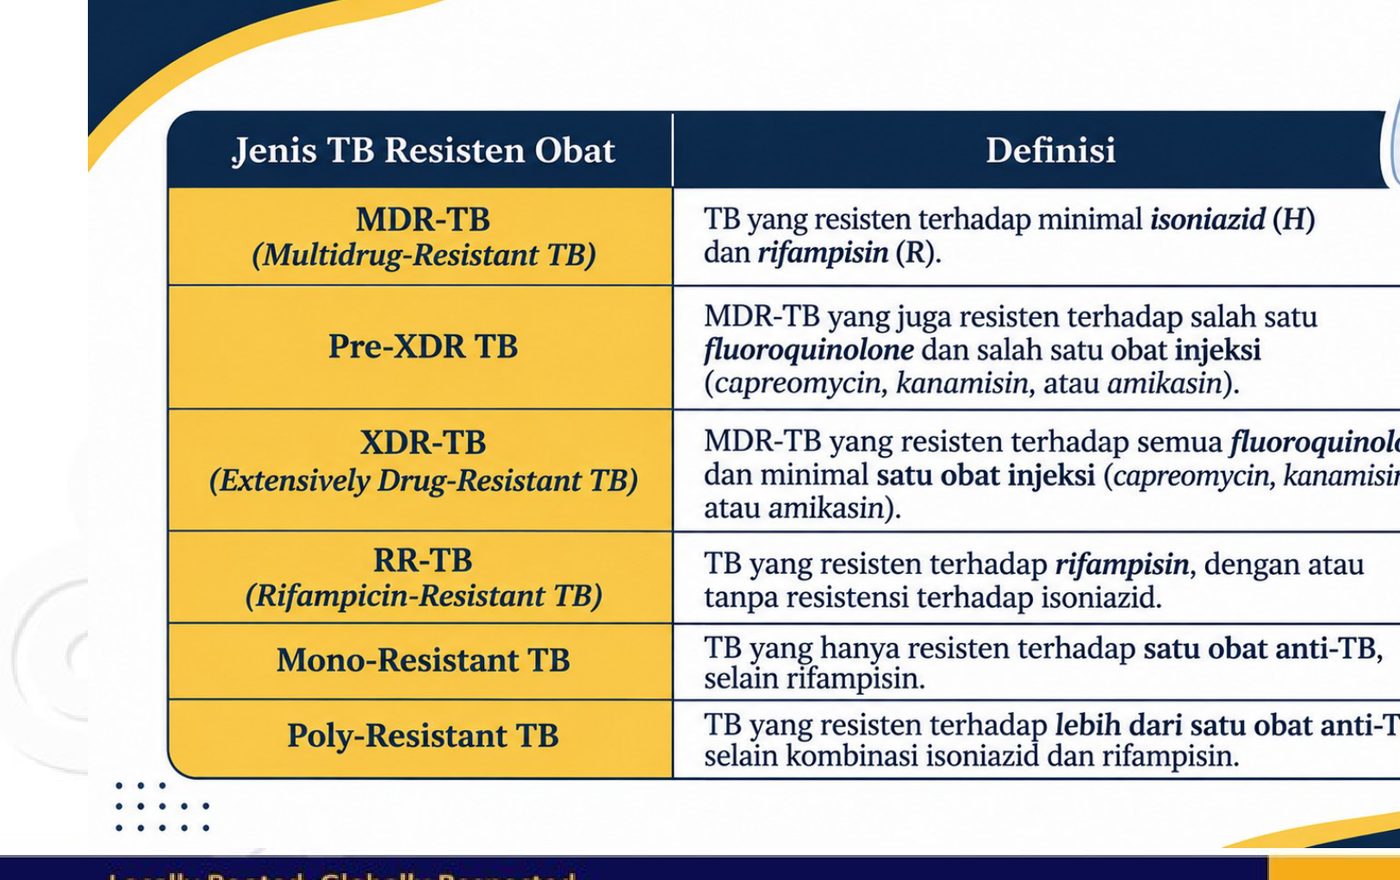 Jenis TB Resisten Obat
Definisi
MDR-TB
(Multidrug-Resistant TB)
TB yang resisten terhadap minimal isoniazid (H)
dan rifampisin (R).
Pre-XDR TB
MDR-TB yang juga resisten terhadap salah satu
fluoroquinolone dan salah satu obat injeksi
(capreomycin, kanamisin, atau amikasin).
XDR-TB
(Extensively Drug-Resistant TB)
MDR-TB yang resisten terhadap semua
dan minimal satu obat injeksi (capreomycin,
atau amikasin).
RR-TB
(Rifampicin-Resistant TB)
TB yang resisten terhadap rifampisin, dengan atau
tanpa resistensi terhadap isoniazid.
Mono-Resistant TB
TB yang hanya resisten terhadap satu obat anti-TB,
selain rifampisin.
Poly-Resistant TB
TB yang resisten terhadap lebih dari satu obat
selain kombinasi isoniazid dan rifampisin.